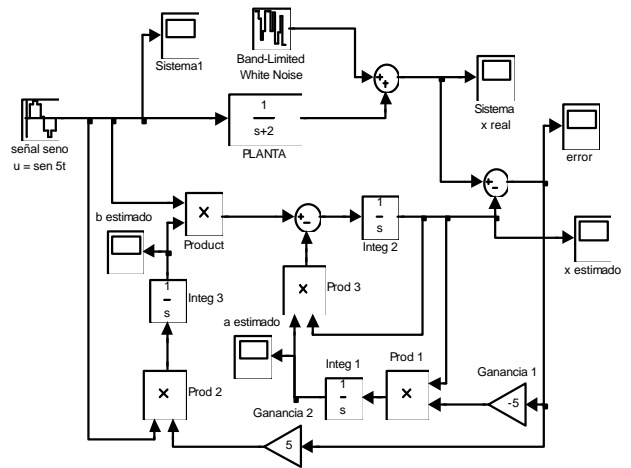 Sistema1
Band-Limited
White Noise
+
+
Sistema
x real
1
s+2
PLANTA
señal seno
u = sen 5t
error
+
-
b estimado
×
Product
+
-
1
s
Integ 2
x estimado
1
s
Integ 3
×
Prod 3
a estimado
Integ 1
1
s
Prod 1
×
Ganancia 1
-5
×
Prod 2
Ganancia 2
5